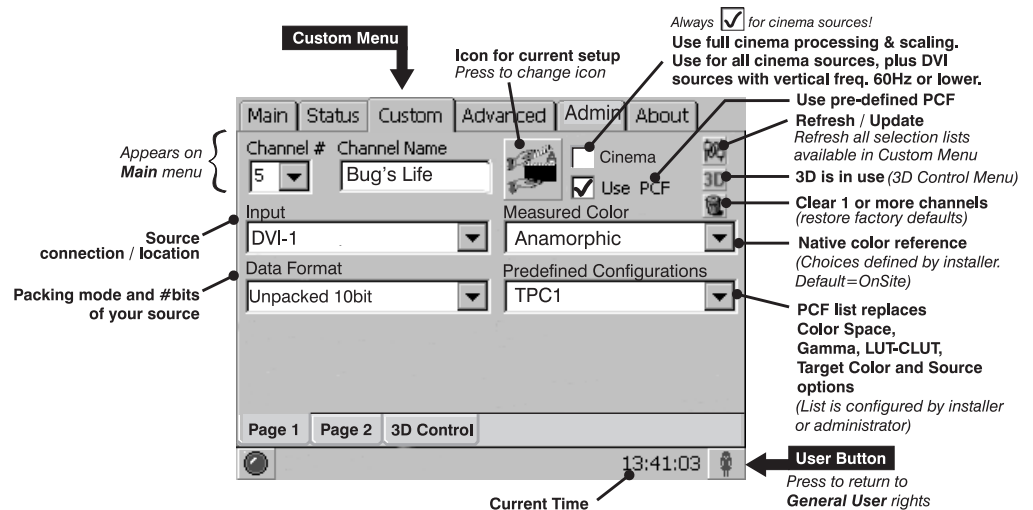 Custom Menu
Icon for current setup
Press to change icon
Always ☑ for cinema sources!
Use full cinema processing & scaling.
Use for all cinema sources, plus DVI
sources with vertical freq. 60Hz or lower.
Use pre-defined PCF
Refresh / Update
Refresh all selection lists
available in Custom Menu
3D is in use (3D Control Menu)
Clear 1 or more channels
(restore factory defaults)
Native color reference
(Choices defined by installer.
Default=OnSite)
PCF list replaces
Color Space,
Gamma, LUT-CLUT,
Target Color and Source
options
(List is configured by installer
or administrator)
User Button
Press to return to
General User rights
Appears on
Main menu
Source
connection / location
Packing mode and #bits
of your source
Main Status Custom Advanced Admin About
Channel # Channel Name
5 Bug's Life
Cinema
Use PCF
3D
Input
DVI-1
Measured Color
Anamorphic
Data Format
Unpacked 10bit
Predefined Configurations
TPC1
Page 1 Page 2 3D Control
13:41:03
Current Time